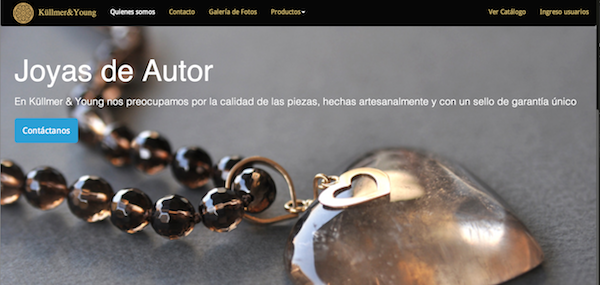 Küllmer&Young Quienes somos Contacto Galería de Fotos Productos Ver Catálogo Ingreso usuarios
Joyas de Autor
En Küllmer & Young nos preocupamos por la calidad de las piezas, hechas artesanalmente y con un sello de garantía único
Contáctanos